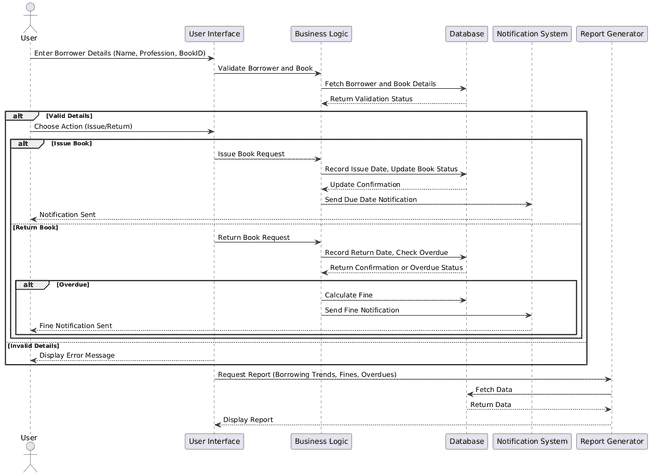 User
User Interface
Business Logic
Database
Notification System
Report Generator
Enter Borrower Details (Name, Profession, BookID)
Validate Borrower and Book
Fetch Borrower and Book Details
Return Validation Status
alt [Valid Details]
Choose Action (Issue/Return)
alt [Issue Book]
Issue Book Request
Record Issue Date, Update Book Status
Update Confirmation
Send Due Date Notification
Notification Sent
[Return Book]
Return Book Request
Record Return Date, Check Overdue
Return Confirmation or Overdue Status
alt [Overdue]
Calculate Fine
Send Fine Notification
Fine Notification Sent
[Invalid Details]
Display Error Message
Request Report (Borrowing Trends, Fines, Overdues)
Fetch Data
Return Data
Display Report
User
User Interface
Business Logic
Database
Notification System
Report Generator